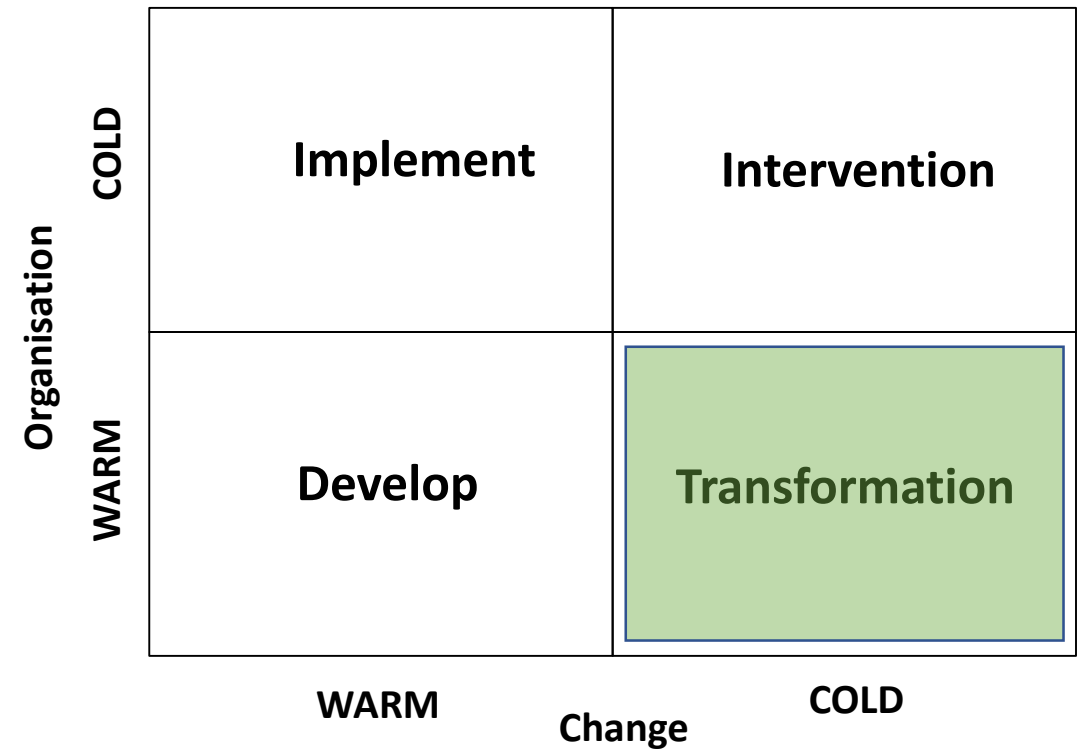 COLD
Implement
Intervention
Organisation
WARM
Develop
Transformation
WARM
COLD
Change